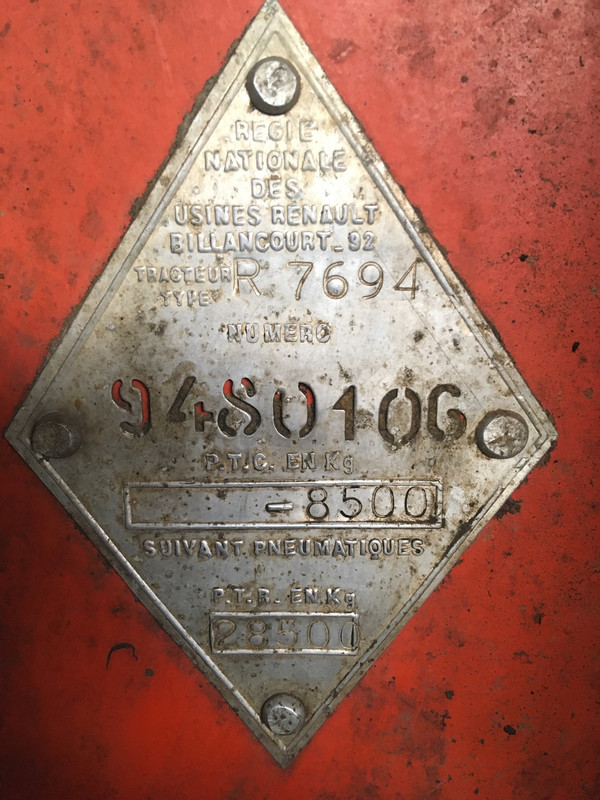 REGIE
NATIONALE
DES
USINES RENAULT
BILLANCOURT_92
TRACTEUR R 7694
TYPE
NUMERO
9480106
P.T.C. EN Kg
- 8500
SUIVANT PNEUMATIQUES
P.T.R. EN.Kg
28500